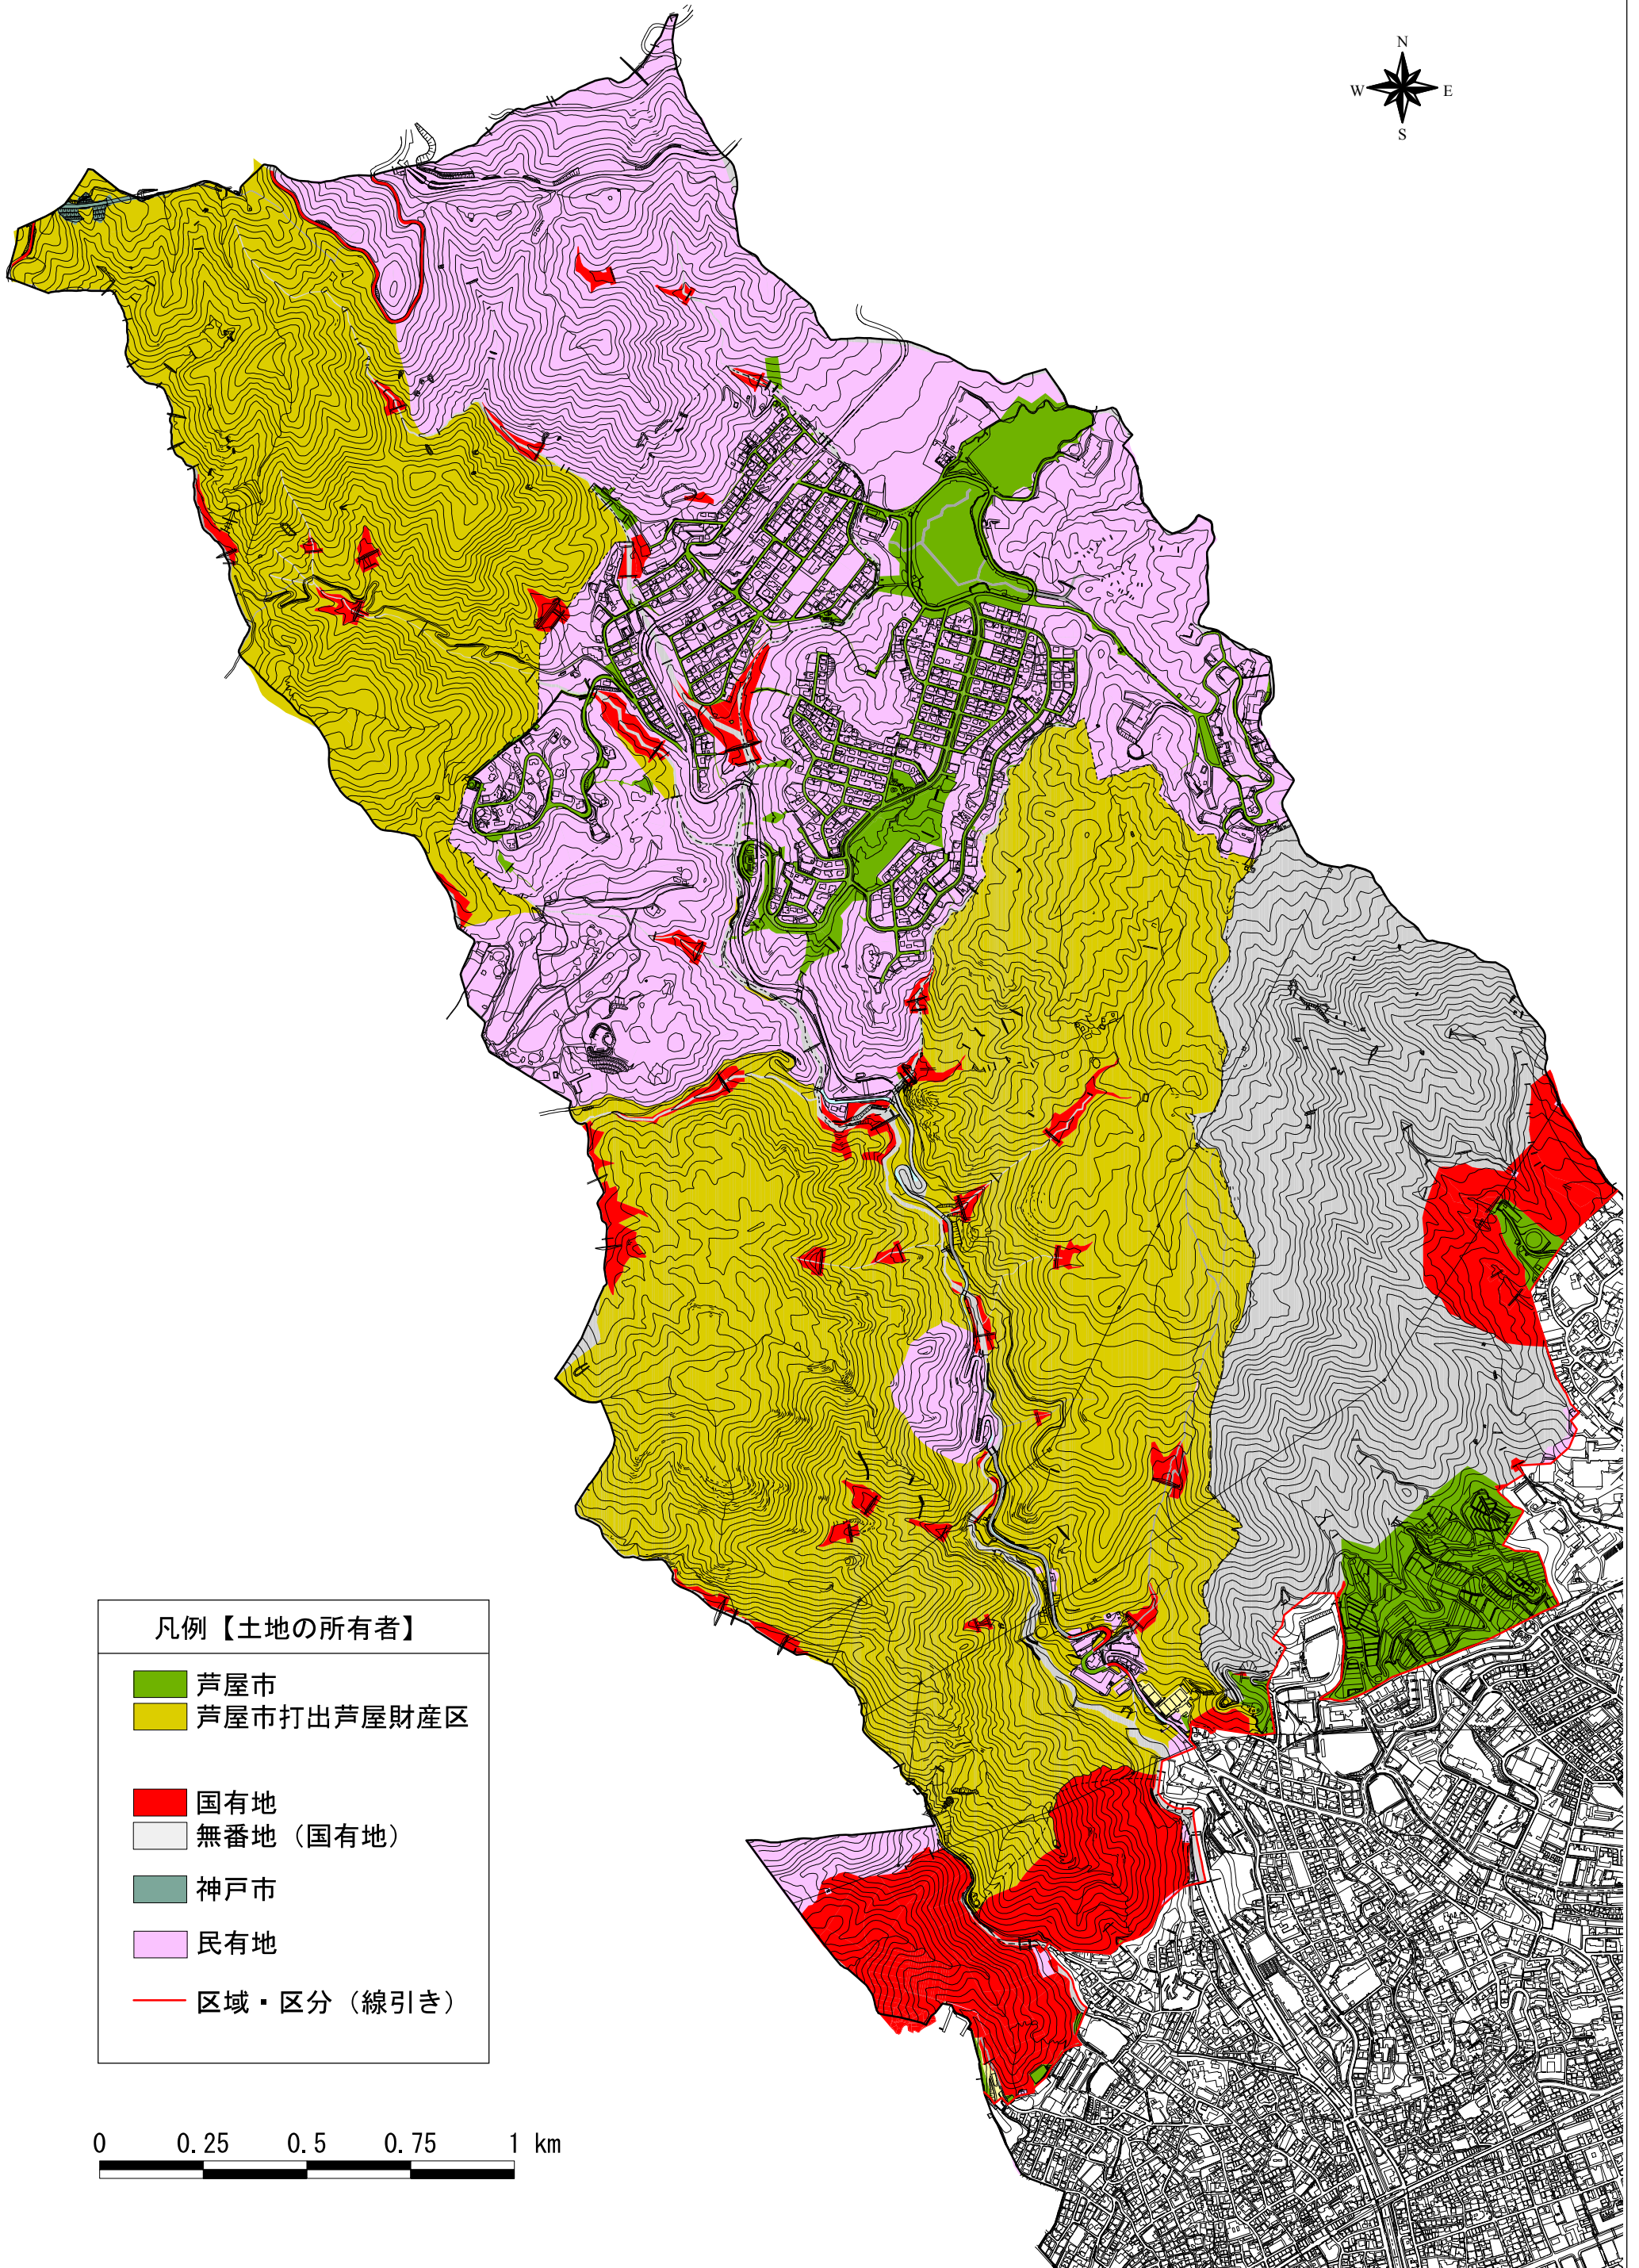 N
W E
S
凡例【土地の所有者】
芦屋市
芦屋市打出芦屋財産区
国有地
無番地（国有地）
神戸市
民有地
区域・区分（線引き）
0 0.25 0.5 0.75 1 km